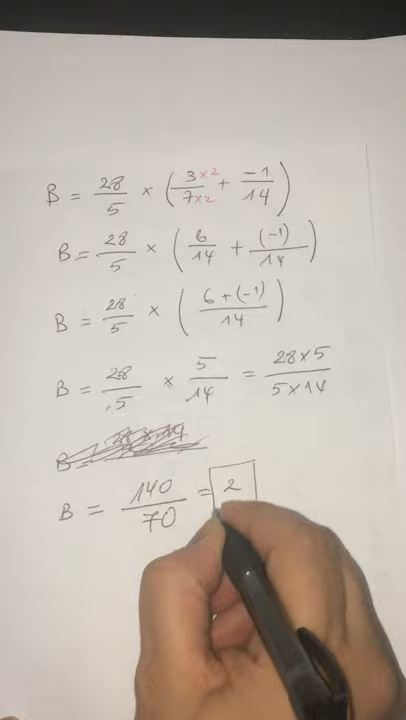 B = 28/5 × (3×2/7×2 + -1/14)
B = 28/5 × (6/14 + (-1)/14)
B = 28/5 × (6+(-1)/14)
B = 28/5 × 5/14 = 28×5/5×14
B = 140/70 = 2